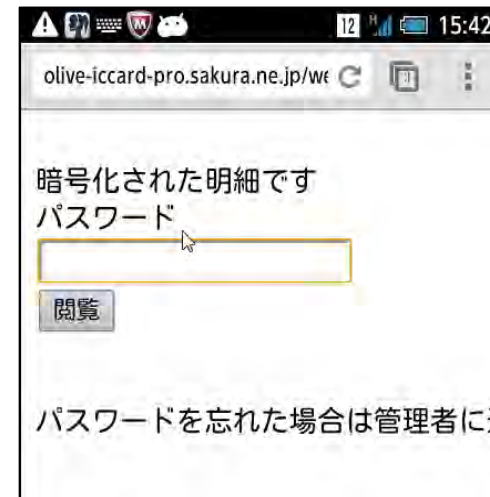 12 H 15:42
olive-iccard-pro.sakura.ne.jp/we
暗号化された明細です
パスワード
閲覧
パスワードを忘れた場合は管理者に